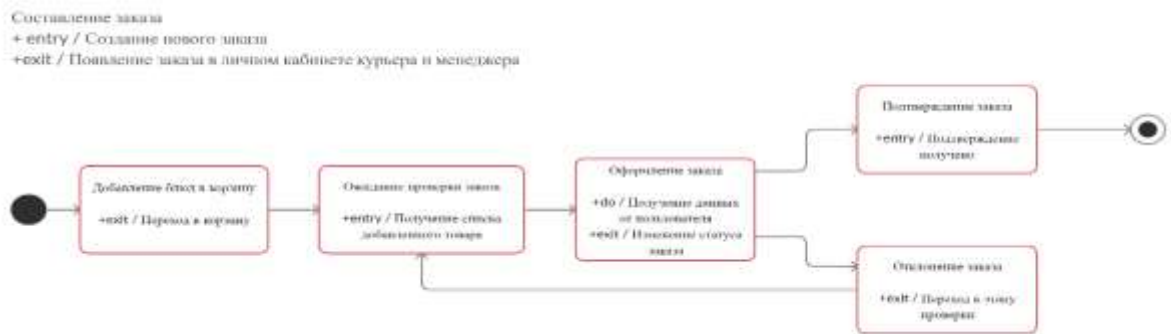 Составление заказа
+ entry / Создание нового заказа
+exit / Появление заказа в личном кабинете курьера и менеджера
Добавление блюд в корзину
+exit / Переход в корзину
Ожидание проверки заказа
+entry / Получение списка
добавленного товара
Оформление заказа
+do / Получение данных
от пользователя
+exit / Изменение статуса
заказа
Подтверждение заказа
+entry / Подтверждение
получено
Отклонение заказа
+exit / Переход к этапу
проверки